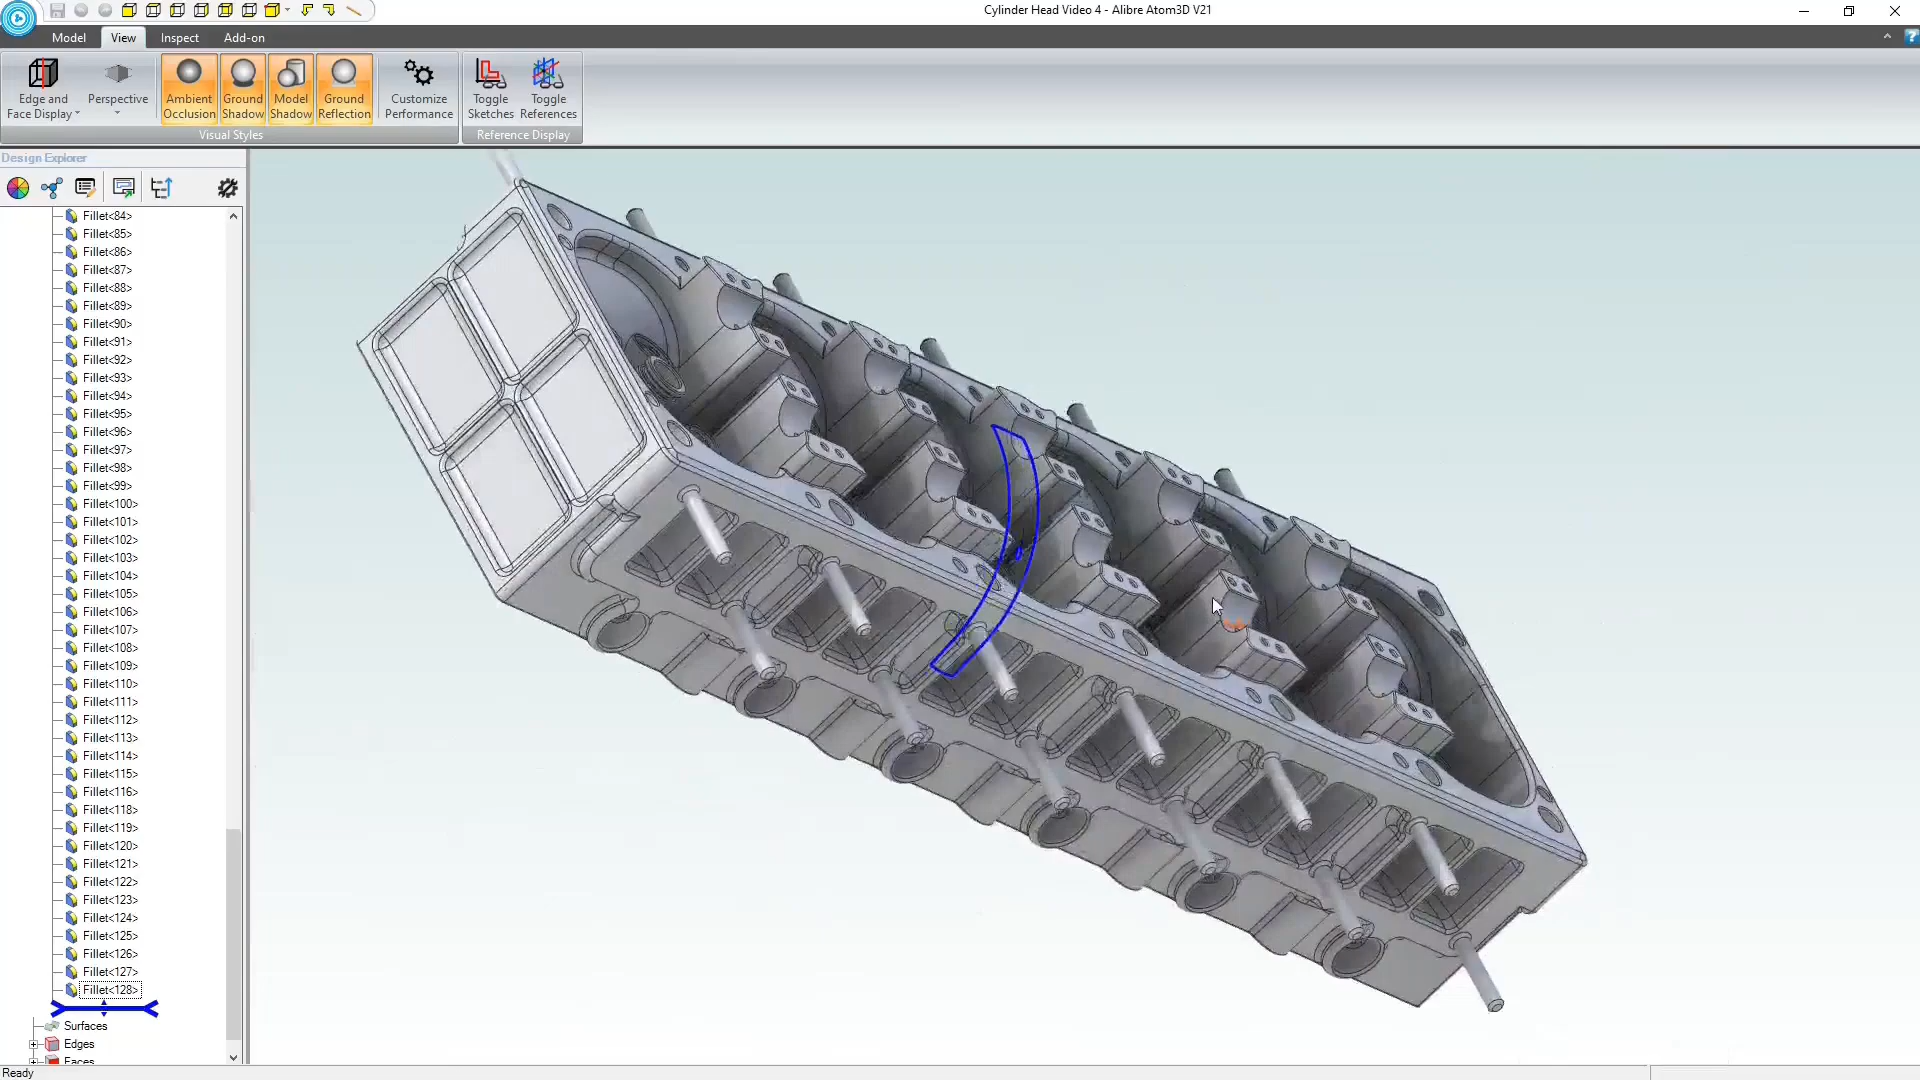 Cylinder Head Video 4 - Alibre Atom3D V21
Model
View
Inspect
Add-on
Edge and
Face Display
Perspective
Ambient
Occlusion
Ground
Shadow
Model
Shadow
Ground
Reflection
Customize
Performance
Toggle
Sketches
Toggle
References
Visual Styles
Reference Display
Design Explorer
Fillet<84>
Fillet<85>
Fillet<86>
Fillet<87>
Fillet<88>
Fillet<89>
Fillet<90>
Fillet<91>
Fillet<92>
Fillet<93>
Fillet<94>
Fillet<95>
Fillet<96>
Fillet<97>
Fillet<98>
Fillet<99>
Fillet<100>
Fillet<101>
Fillet<102>
Fillet<103>
Fillet<104>
Fillet<105>
Fillet<106>
Fillet<107>
Fillet<108>
Fillet<109>
Fillet<110>
Fillet<111>
Fillet<112>
Fillet<113>
Fillet<114>
Fillet<115>
Fillet<116>
Fillet<118>
Fillet<119>
Fillet<120>
Fillet<121>
Fillet<122>
Fillet<123>
Fillet<124>
Fillet<125>
Fillet<126>
Fillet<127>
Fillet<128>
Surfaces
Edges
Faces
Ready